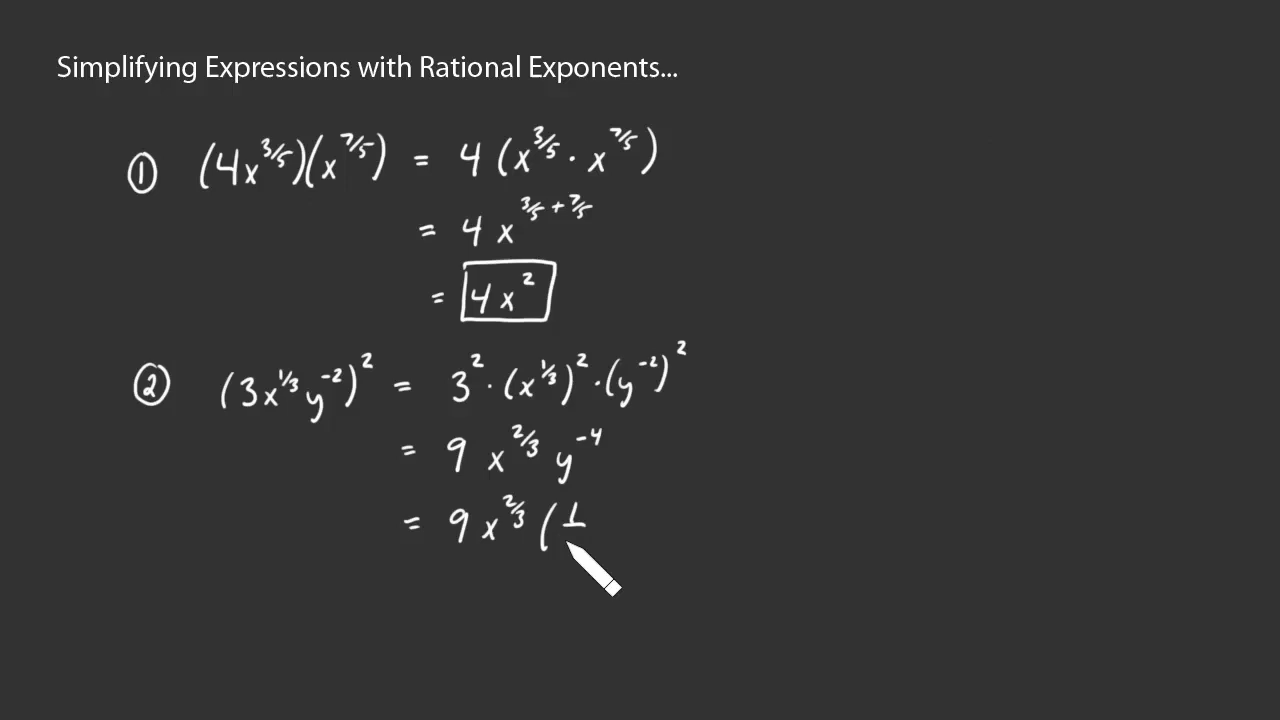 Simplifying Expressions with Rational Exponents...
① (4x^{3/5})(x^{7/5}) = 4(x^{3/5} · x^{7/5})
= 4x^{3/5 + 7/5}
= 4x^2
② (3x^{1/3}y^{-2})^2 = 3^2 · (x^{1/3})^2 · (y^{-2})^2
= 9x^{2/3}y^{-4}
= 9x^{2/3}(1